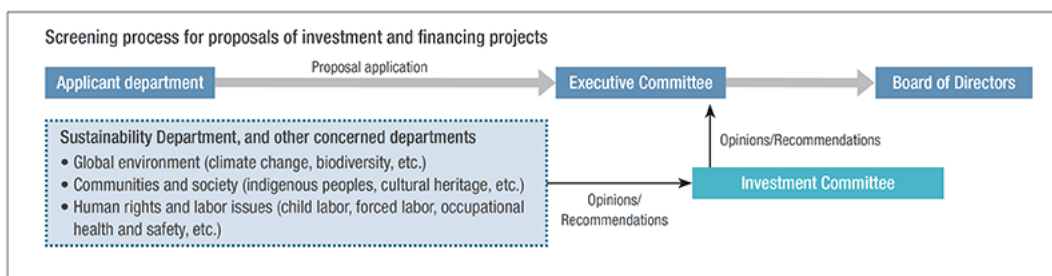 Screening process for proposals of investment and financing projects
Applicant department
Proposal application
Executive Committee
Board of Directors
Sustainability Department, and other concerned departments
• Global environment (climate change, biodiversity, etc.)
• Communities and society (indigenous peoples, cultural heritage, etc.)
• Human rights and labor issues (child labor, forced labor, occupational
health and safety, etc.)
Opinions/
Recommendations
Opinions/Recommendations
Investment Committee